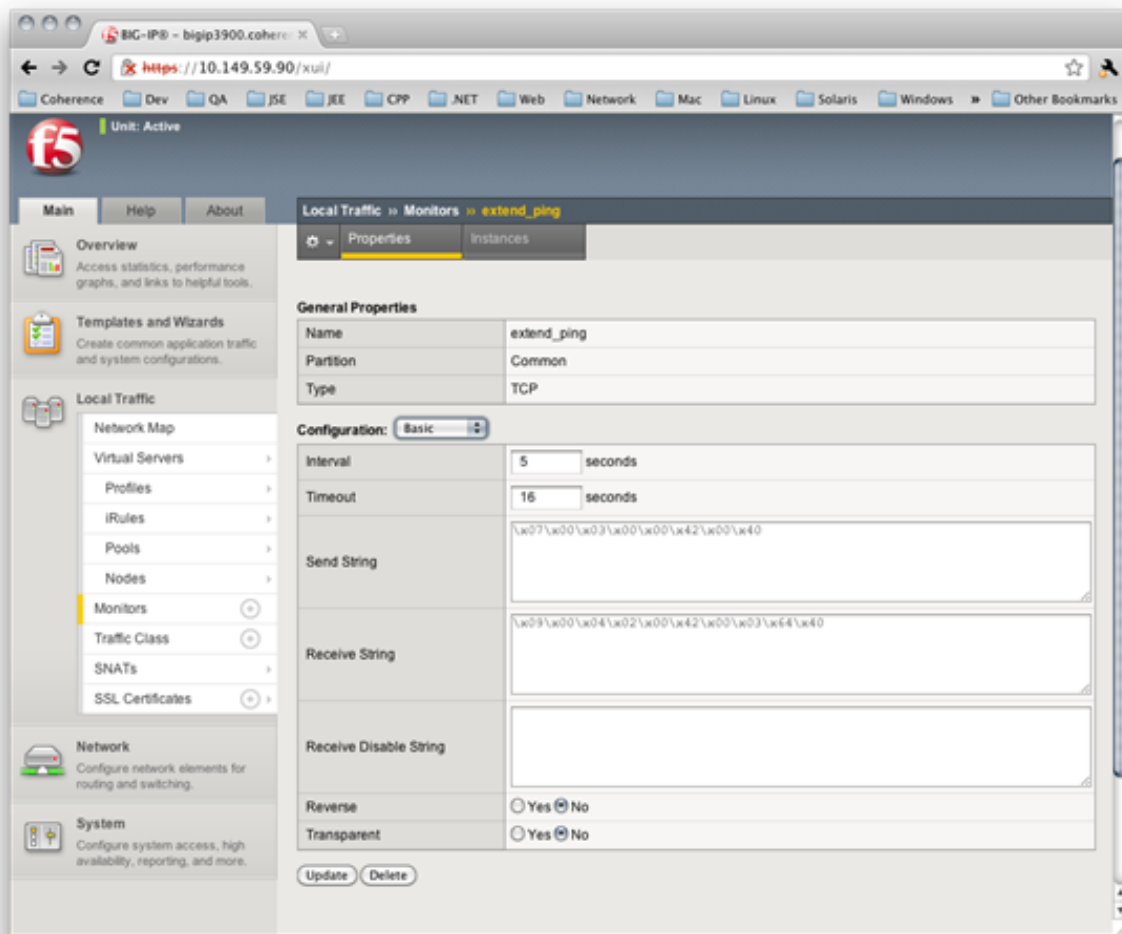 BIG-IP® – bigip3900.cohere
https://10.149.59.90/xui/
Coherence Dev QA JSE JEE CPP .NET Web Network Mac Linux Solaris Windows » Other Bookmarks
f5
Unit: Active
Main Help About
Local Traffic » Monitors » extend_ping
Properties Instances
Overview
Access statistics, performance
graphs, and links to helpful tools.
Templates and Wizards
Create common application traffic
and system configurations.
Local Traffic
Network Map
Virtual Servers
Profiles
iRules
Pools
Nodes
Monitors
Traffic Class
SNATs
SSL Certificates
Network
Configure network elements for
routing and switching.
System
Configure system access, high
availability, reporting, and more.
General Properties
Name extend_ping
Partition Common
Type TCP
Configuration: Basic
Interval 5 seconds
Timeout 16 seconds
Send String \x07\x00\x03\x00\x00\x42\x00\x40
Receive String \x09\x00\x04\x02\x00\x42\x00\x03\x64\x40
Receive Disable String
Reverse Yes No
Transparent Yes No
Update Delete